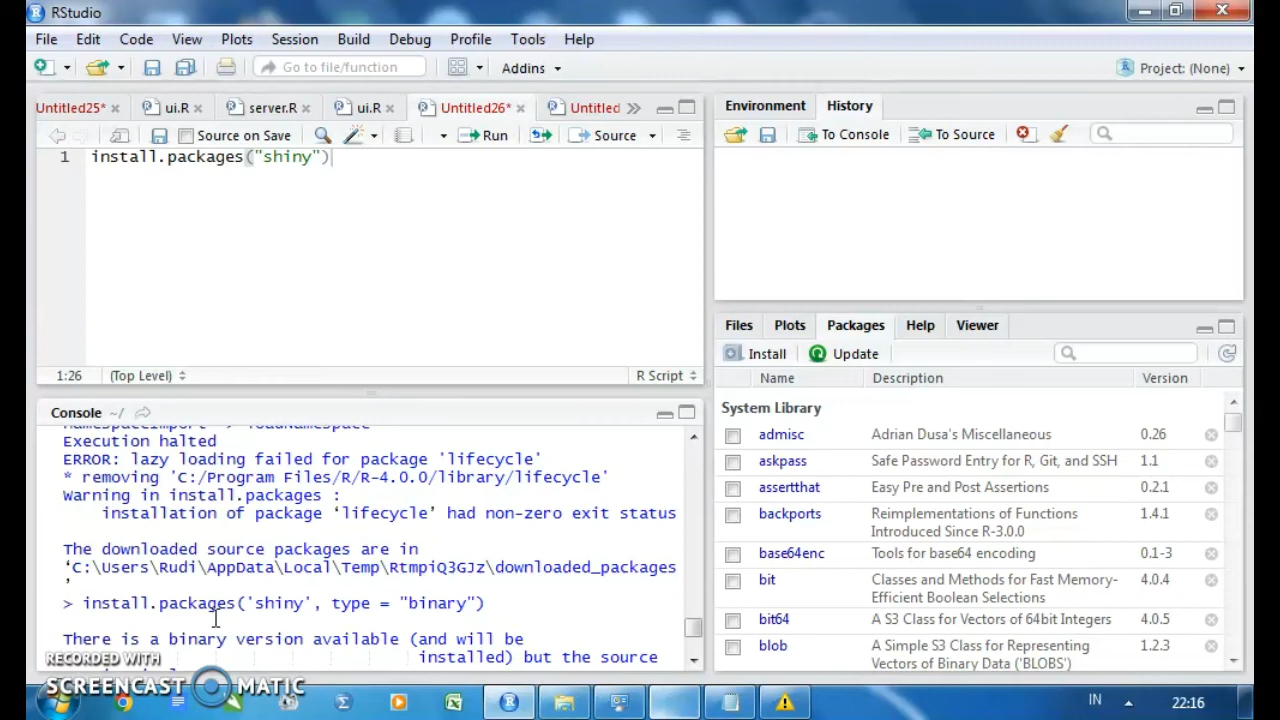 RStudio
File Edit Code View Plots Session Build Debug Profile Tools Help
Go to file/function Addins Project: (None)
Untitled25* ui.R server.R ui.R Untitled26* Untitled
Source on Save Run Source
1 install.packages("shiny")
1:26 (Top Level) R Script
Console ~/
Execution halted
ERROR: lazy loading failed for package 'lifecycle'
* removing 'C:/Program Files/R/R-4.0.0/library/lifecycle'
Warning in install.packages :
installation of package ‘lifecycle’ had non-zero exit status
The downloaded source packages are in
‘C:\Users\Rudi\AppData\Local\Temp\RtmpiQ3GJz\downloaded_packages
’
> install.packages('shiny', type = "binary")
There is a binary version available (and will be
installed) but the source
Environment History
To Console To Source
Files Plots Packages Help Viewer
Install Update
Name Description Version
System Library
admisc Adrian Dusa's Miscellaneous 0.26
askpass Safe Password Entry for R, Git, and SSH 1.1
assertthat Easy Pre and Post Assertions 0.2.1
backports Reimplementations of Functions 1.4.1
Introduced Since R-3.0.0
base64enc Tools for base64 encoding 0.1-3
bit Classes and Methods for Fast Memory- 4.0.4
Efficient Boolean Selections
bit64 A S3 Class for Vectors of 64bit Integers 4.0.5
blob A Simple S3 Class for Representing 1.2.3
Vectors of Binary Data ('BLOBS')
RECORDED WITH
SCREENCAST MATIC
IN 22:16